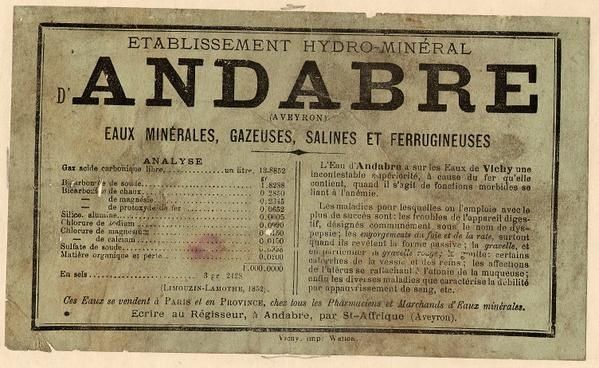 ETABLISSEMENT HYDRO-MINÉRAL
D'ANDABRE
(AVEYRON)
EAUX MINÉRALES, GAZEUSES, SALINES ET FERRUGINEUSES
ANALYSE
Gaz acide carbonique libre, un litre,
gr.
Bicarbonate de soude 1.8288
Bicarbonate de chaux 0.2850
— de magnésie 0.2345
— de protoxyde de fer 0.0652
Silice, alumine 0.0005
Chlorure de sodium 0.0990
Chlorure de magnésium
— de calcium 0.0150
Sulfate de soude
Matière organique et perte 0.0100
1.000.0000
En sels 3 gr. 2428
(LIMOUZIN-LAMOTHE, 1852).
L'Eau d'Andabre a sur les Eaux de Vichy une
incontestable supériorité, à cause du fer qu'elle
contient, quand il s'agit de fonctions morbides se
liant à l'anémie.
Les maladies pour lesquelles on l'emploie avec le
plus de succès sont: les troubles de l'appareil diges-
tif, désignés communément sous le nom de dys-
pepsies; les engorgements du foie et de la rate, surtout
quand ils revêtent la forme passive; la gravelle, et
en particulier la gravelle rouge; la goutte; certains
catarrhes de la vessie et des reins; les affections
de l'utérus se rattachant à l'atonie de la muqueuse;
enfin les diverses maladies que caractérise la débilité
par appauvrissement de sang, etc.
Ces Eaux se vendent à PARIS et en PROVINCE, chez tous les Pharmaciens et Marchands d'Eaux minérales.
Ecrire au Régisseur, à Andabre, par St-Affrique (Aveyron).
Vichy, imp. Wallon.